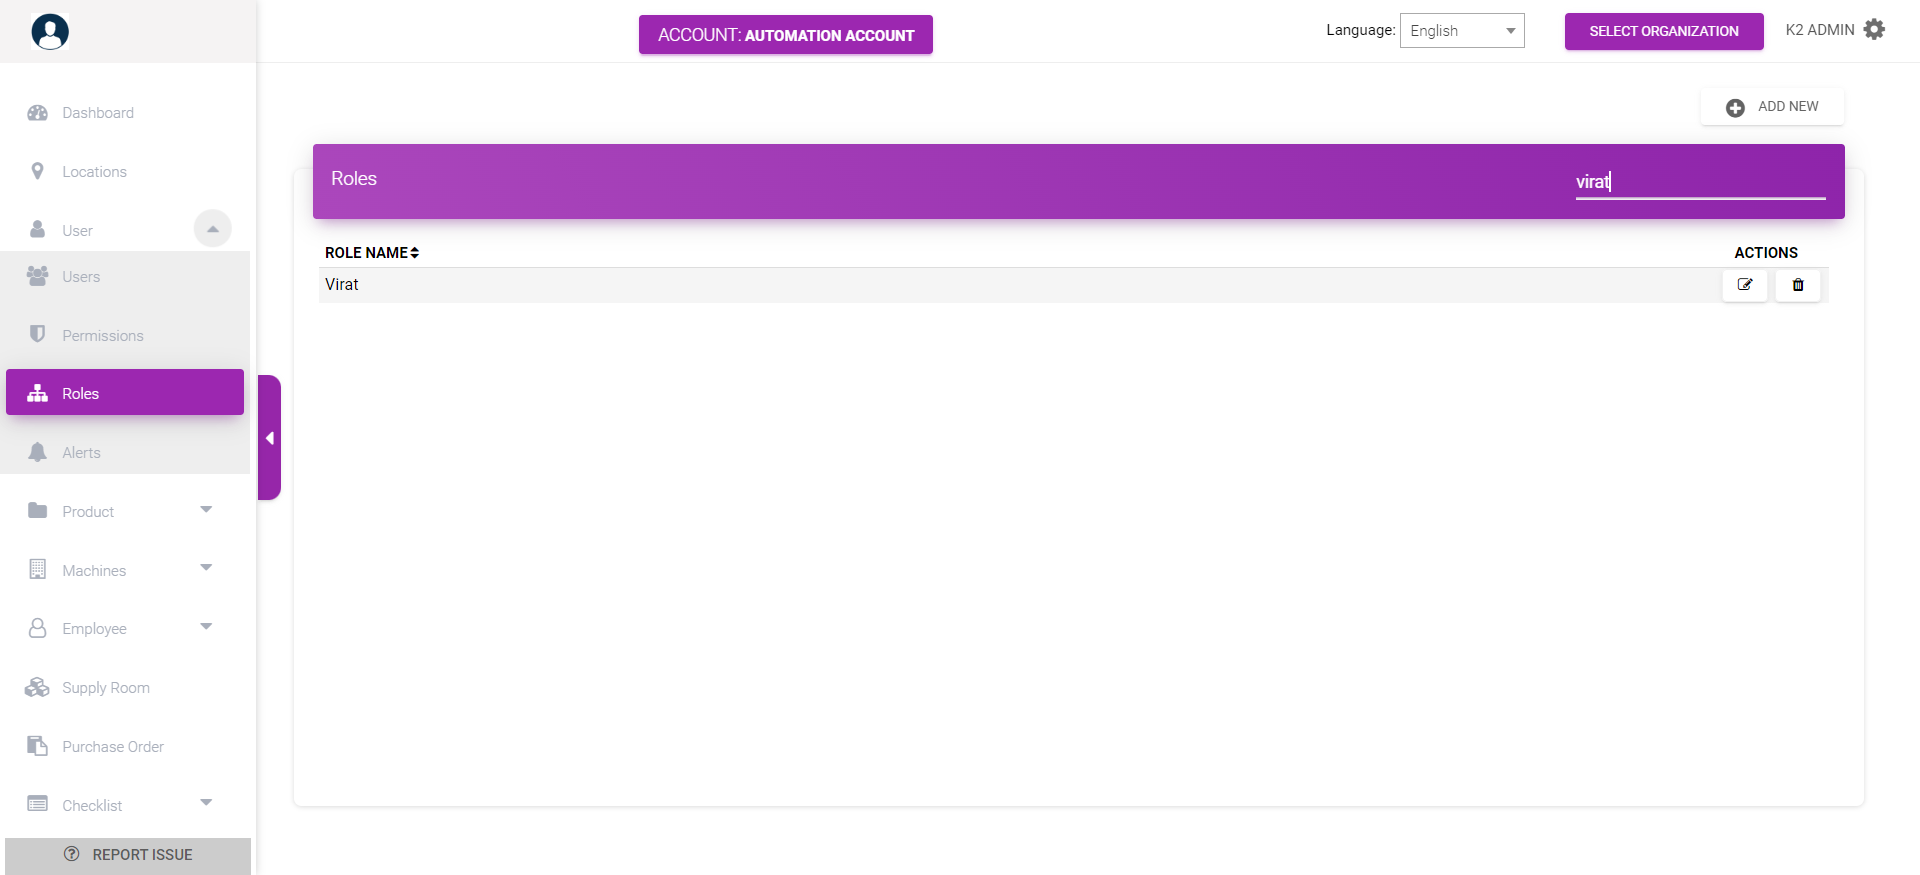 ACCOUNT: AUTOMATION ACCOUNT
Language: English
SELECT ORGANIZATION
K2 ADMIN
Dashboard
Locations
User
Users
Permissions
Roles
Alerts
Product
Machines
Employee
Supply Room
Purchase Order
Checklist
REPORT ISSUE
ADD NEW
Roles
virat
ROLE NAME
ACTIONS
Virat